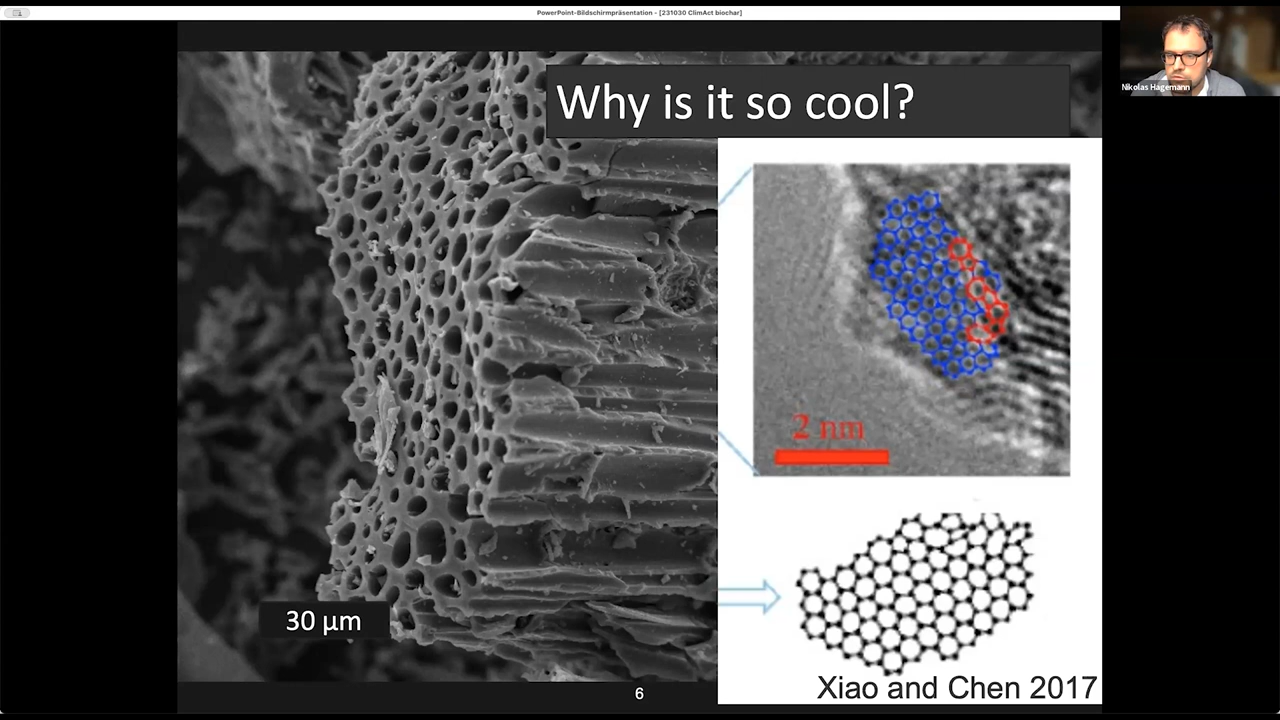 PowerPoint-Bildschirmpräsentation - [231030 ClimAct biochar]
Nikolas Hagemann
Why is it so cool?
2 nm
30 µm
6
Xiao and Chen 2017